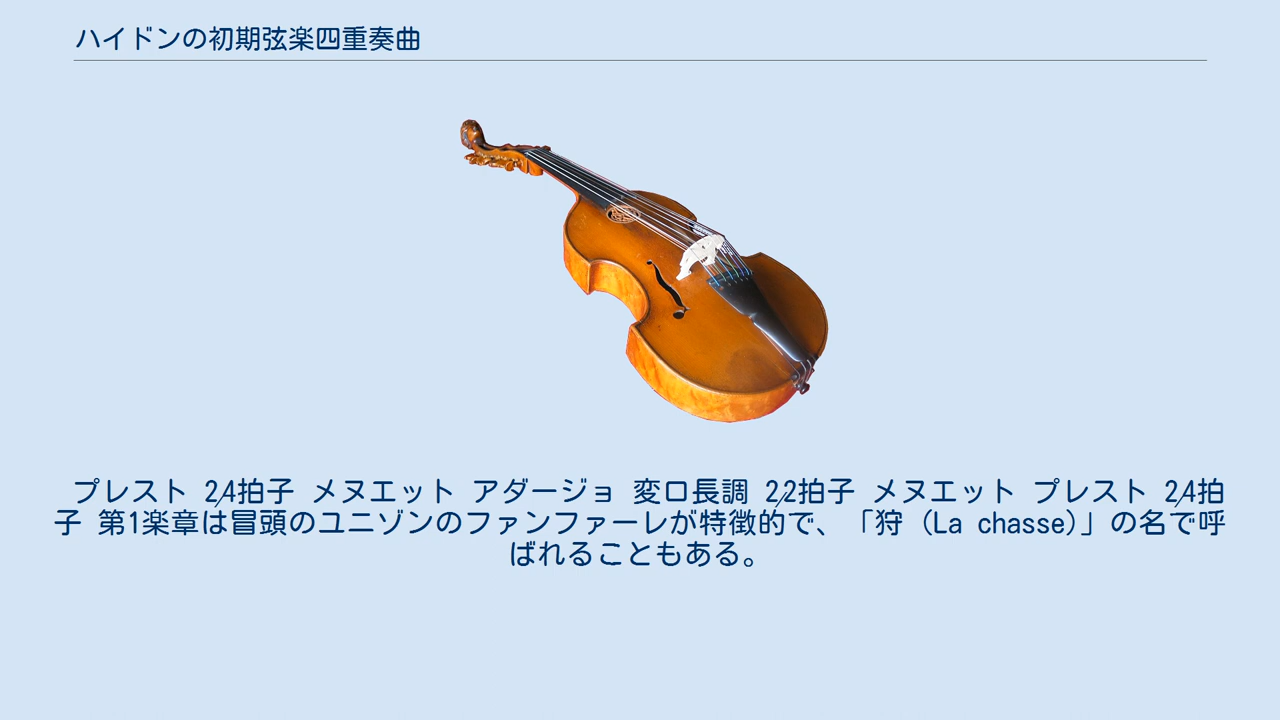 ハイドンの初期弦楽四重奏曲
プレスト 2/4拍子 メヌエット アダージョ 変ロ長調 2/2拍子 メヌエット プレスト 2/4拍
子 第1楽章は冒頭のユニゾンのファンファーレが特徴的で、「狩（La chasse）」の名で呼
ばれることもある。